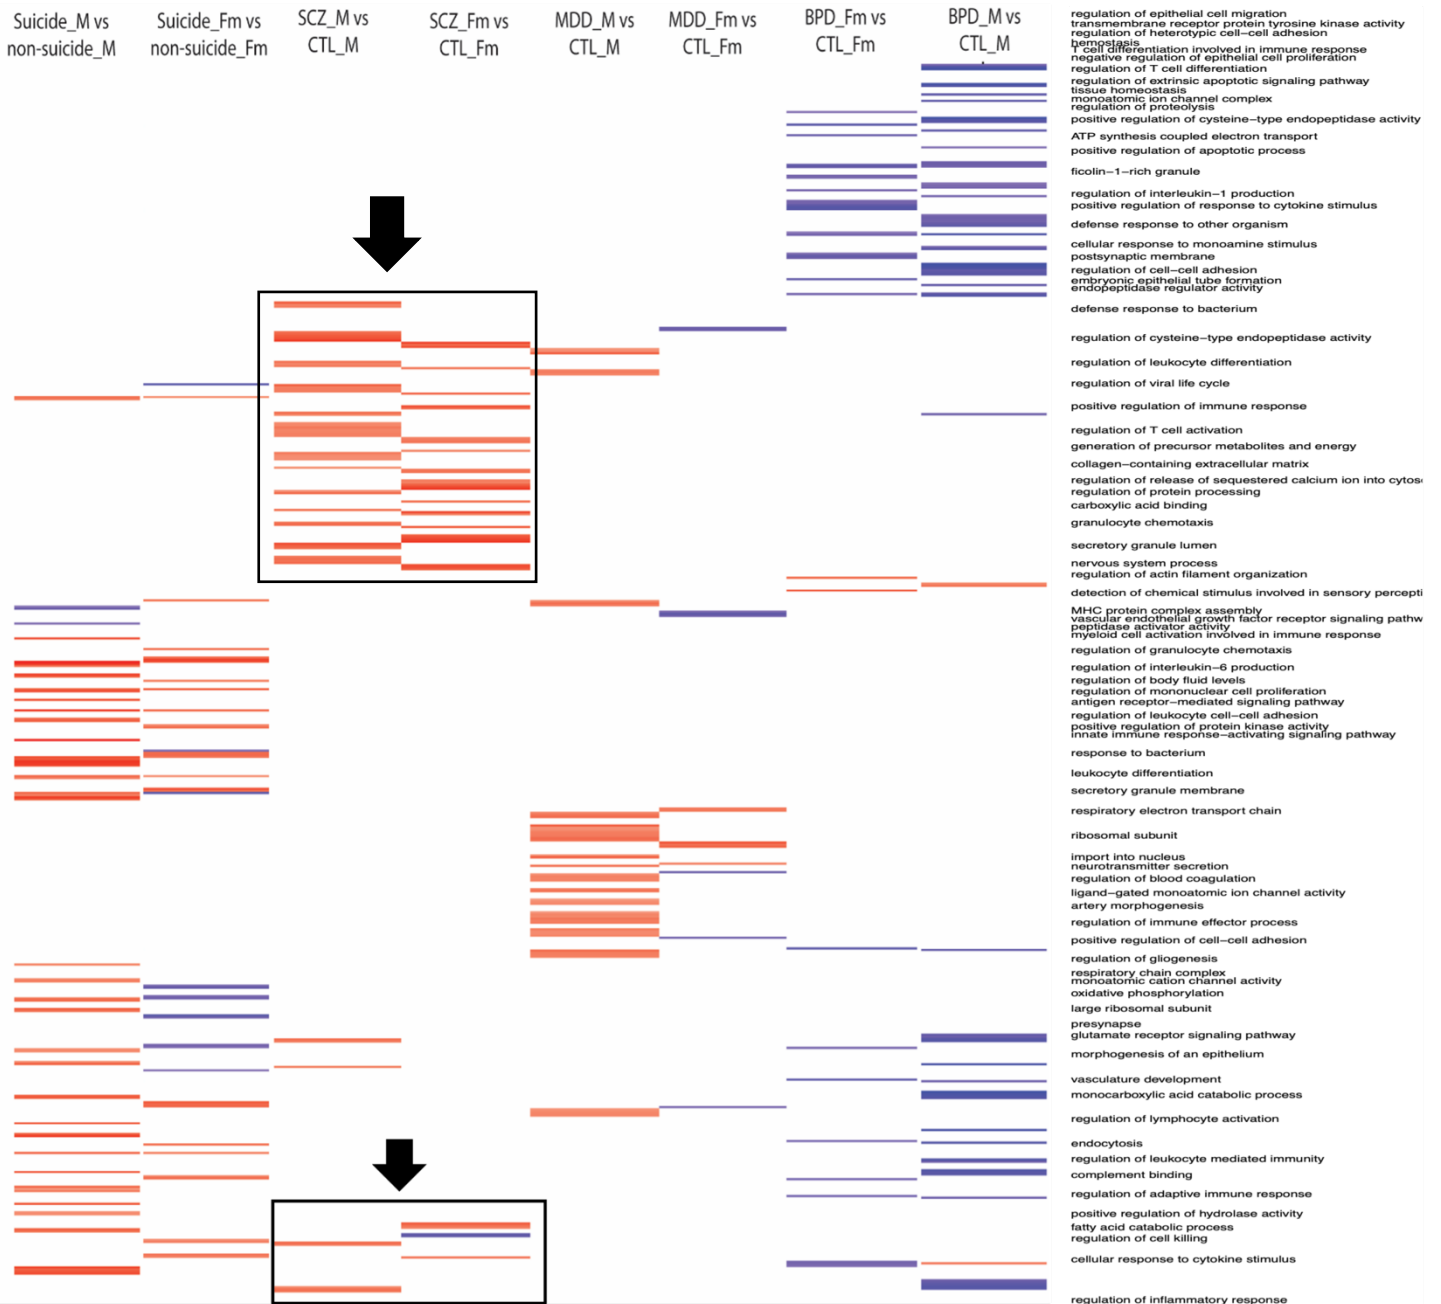 Suicide_M vs
non-suicide_M
Suicide_Fm vs
non-suicide_Fm
SCZ_M vs
CTL_M
SCZ_Fm vs
CTL_Fm
MDD_M vs
CTL_M
MDD_Fm vs
CTL_Fm
BPD_Fm vs
CTL_Fm
BPD_M vs
CTL_M
regulation of epithelial cell migration
transmembrane receptor protein tyrosine kinase activity
regulation of heterotypic cell−cell adhesion
hemostasis
T cell differentiation involved in immune response
negative regulation of epithelial cell proliferation
regulation of T cell differentiation
regulation of extrinsic apoptotic signaling pathway
tissue homeostasis
monoatomic ion channel complex
regulation of proteolysis
positive regulation of cysteine−type endopeptidase activity
ATP synthesis coupled electron transport
positive regulation of apoptotic process
ficolin−1−rich granule
regulation of interleukin−1 production
positive regulation of response to cytokine stimulus
defense response to other organism
cellular response to monoamine stimulus
postsynaptic membrane
regulation of cell−cell adhesion
embryonic epithelial tube formation
endopeptidase regulator activity
defense response to bacterium
regulation of cysteine−type endopeptidase activity
regulation of leukocyte differentiation
regulation of viral life cycle
positive regulation of immune response
regulation of T cell activation
generation of precursor metabolites and energy
collagen−containing extracellular matrix
regulation of release of sequestered calcium ion into cytos
regulation of protein processing
carboxylic acid binding
granulocyte chemotaxis
secretory granule lumen
nervous system process
regulation of actin filament organization
detection of chemical stimulus involved in sensory percepti
MHC protein complex assembly
vascular endothelial growth factor receptor signaling pathw
peptidase activator activity
myeloid cell activation involved in immune response
regulation of granulocyte chemotaxis
regulation of interleukin−6 production
regulation of body fluid levels
regulation of mononuclear cell proliferation
antigen receptor−mediated signaling pathway
regulation of leukocyte cell−cell adhesion
positive regulation of protein kinase activity
innate immune response−activating signaling pathway
response to bacterium
leukocyte differentiation
secretory granule membrane
respiratory electron transport chain
ribosomal subunit
import into nucleus
neurotransmitter secretion
regulation of blood coagulation
ligand−gated monoatomic ion channel activity
artery morphogenesis
regulation of immune effector process
positive regulation of cell−cell adhesion
regulation of gliogenesis
respiratory chain complex
monoatomic cation channel activity
oxidative phosphorylation
large ribosomal subunit
presynapse
glutamate receptor signaling pathway
morphogenesis of an epithelium
vasculature development
monocarboxylic acid catabolic process
regulation of lymphocyte activation
endocytosis
regulation of leukocyte mediated immunity
complement binding
regulation of adaptive immune response
positive regulation of hydrolase activity
fatty acid catabolic process
regulation of cell killing
cellular response to cytokine stimulus
regulation of inflammatory response